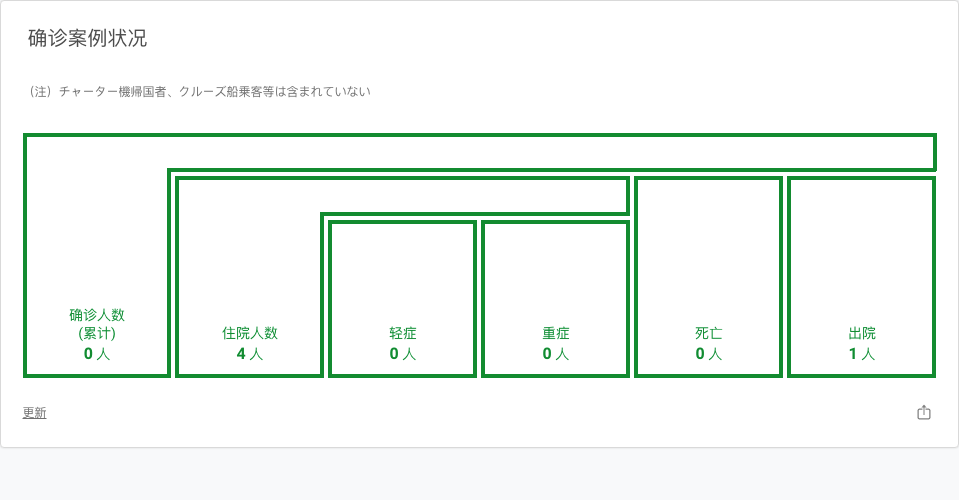 确诊案例状况
（注）チャーター機帰国者、クルーズ船乗客等は含まれていない
确诊人数
(累计)
0 人
住院人数
4 人
轻症
0 人
重症
0 人
死亡
0 人
出院
1 人
更新